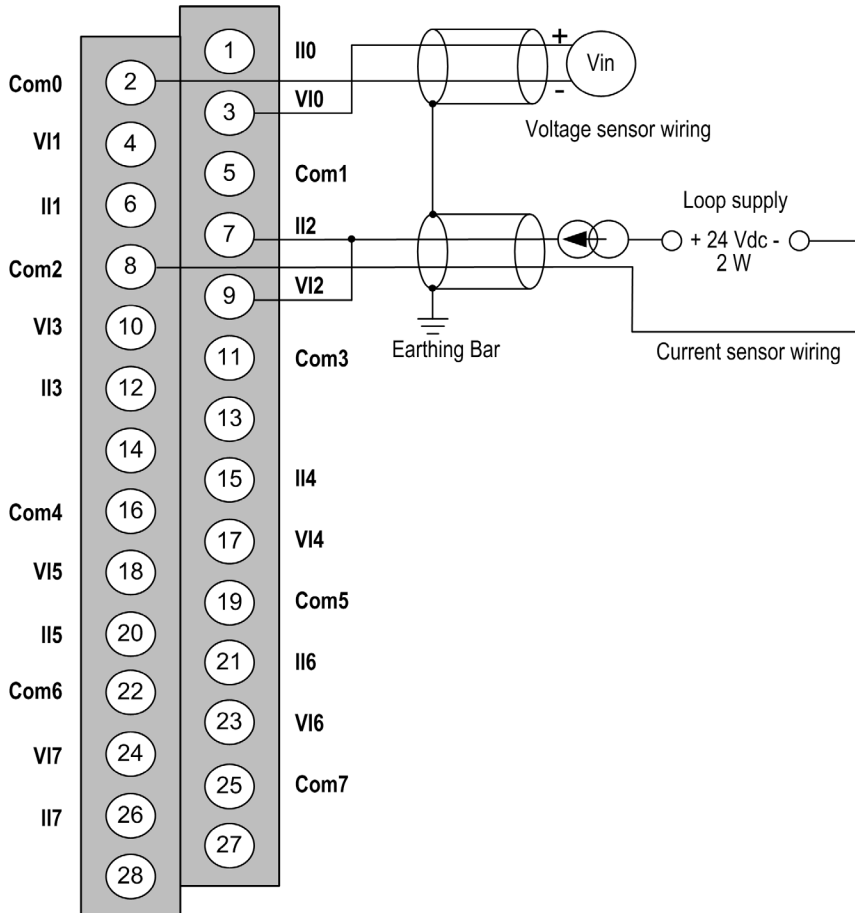 1 II0
+
Vin
Com0 2
3 VI0
-
VI1 4
Voltage sensor wiring
5 Com1
II1 6
Loop supply
7 II2
+ 24 Vdc -
2 W
Com2 8
9 VI2
VI3 10
Earthing Bar
Current sensor wiring
11 Com3
II3 12
13
14
15 II4
Com4 16
17 VI4
VI5 18
19 Com5
II5 20
21 II6
Com6 22
23 VI6
VI7 24
25 Com7
II7 26
27
28